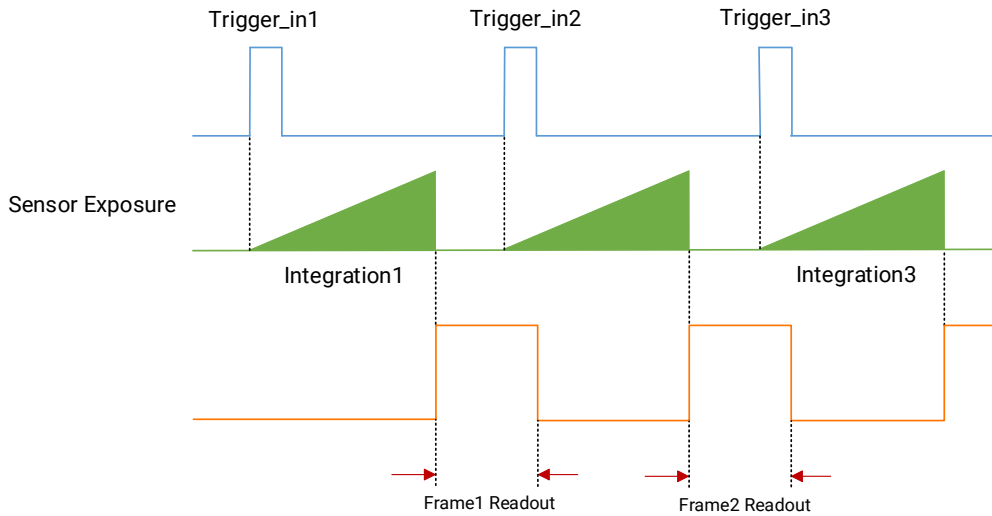 Trigger_in1
Trigger_in2
Trigger_in3
Sensor Exposure
Integration1
Integration3
Frame1 Readout
Frame2 Readout